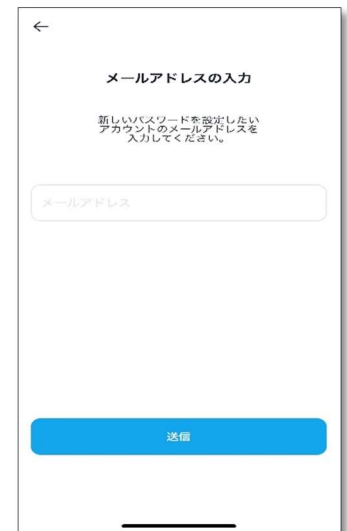 メールアドレスの入力
新しいパスワードを設定したい
アカウントのメールアドレスを
入力してください。
メールアドレス
送信